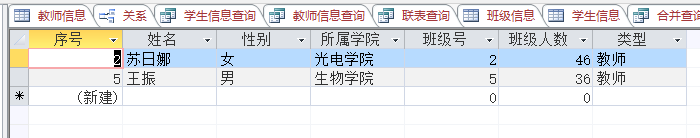 教师信息 关系 学生信息查询 教师信息查询 联表查询 班级信息 学生信息 合并查询
序号 姓名 性别 所属学院 班级号 班级人数 类型
2 苏日娜 女 光电学院 2 46 教师
5 王振 男 生物学院 5 36 教师
* (新建) 0 0